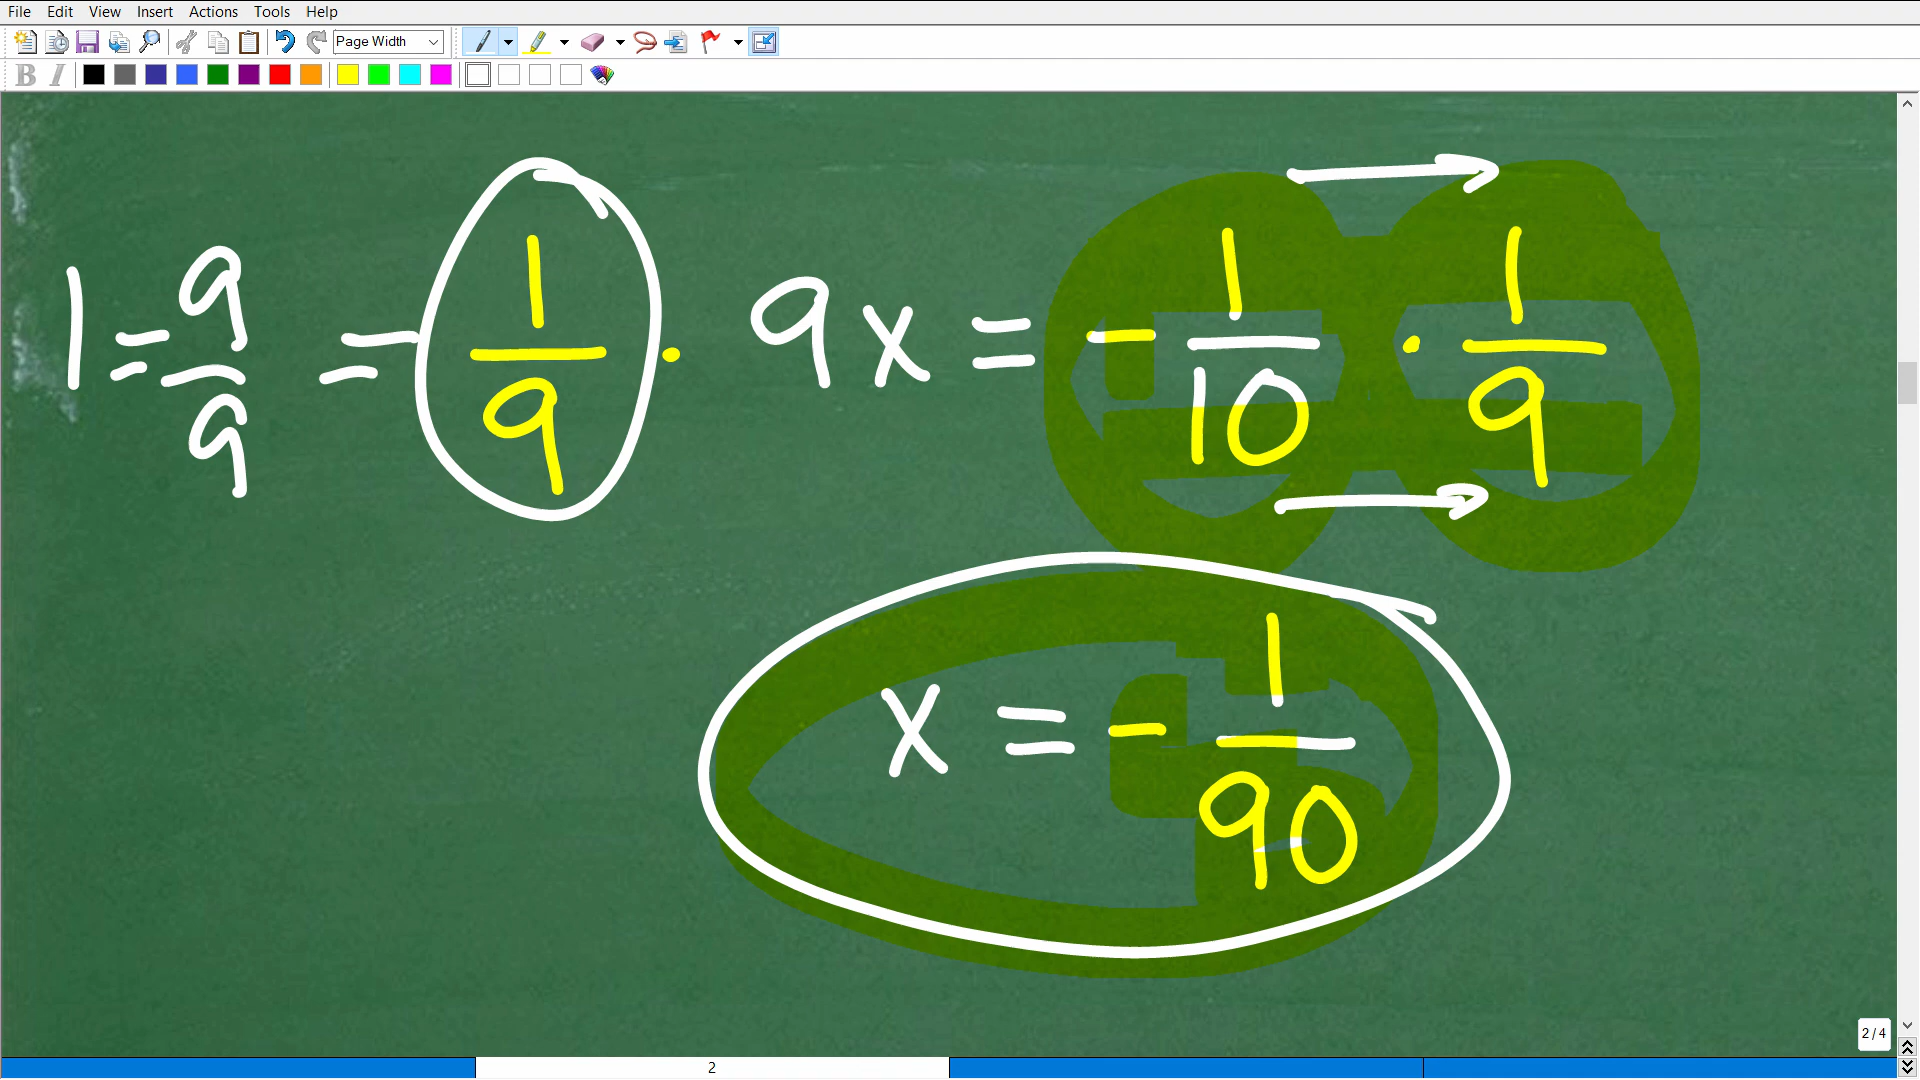 File Edit View Insert Actions Tools Help
Page Width
B I
1 = 9/9 = 1/9 · 9x = - 1/10 · 1/9
x = - 1/90
2 / 4
2